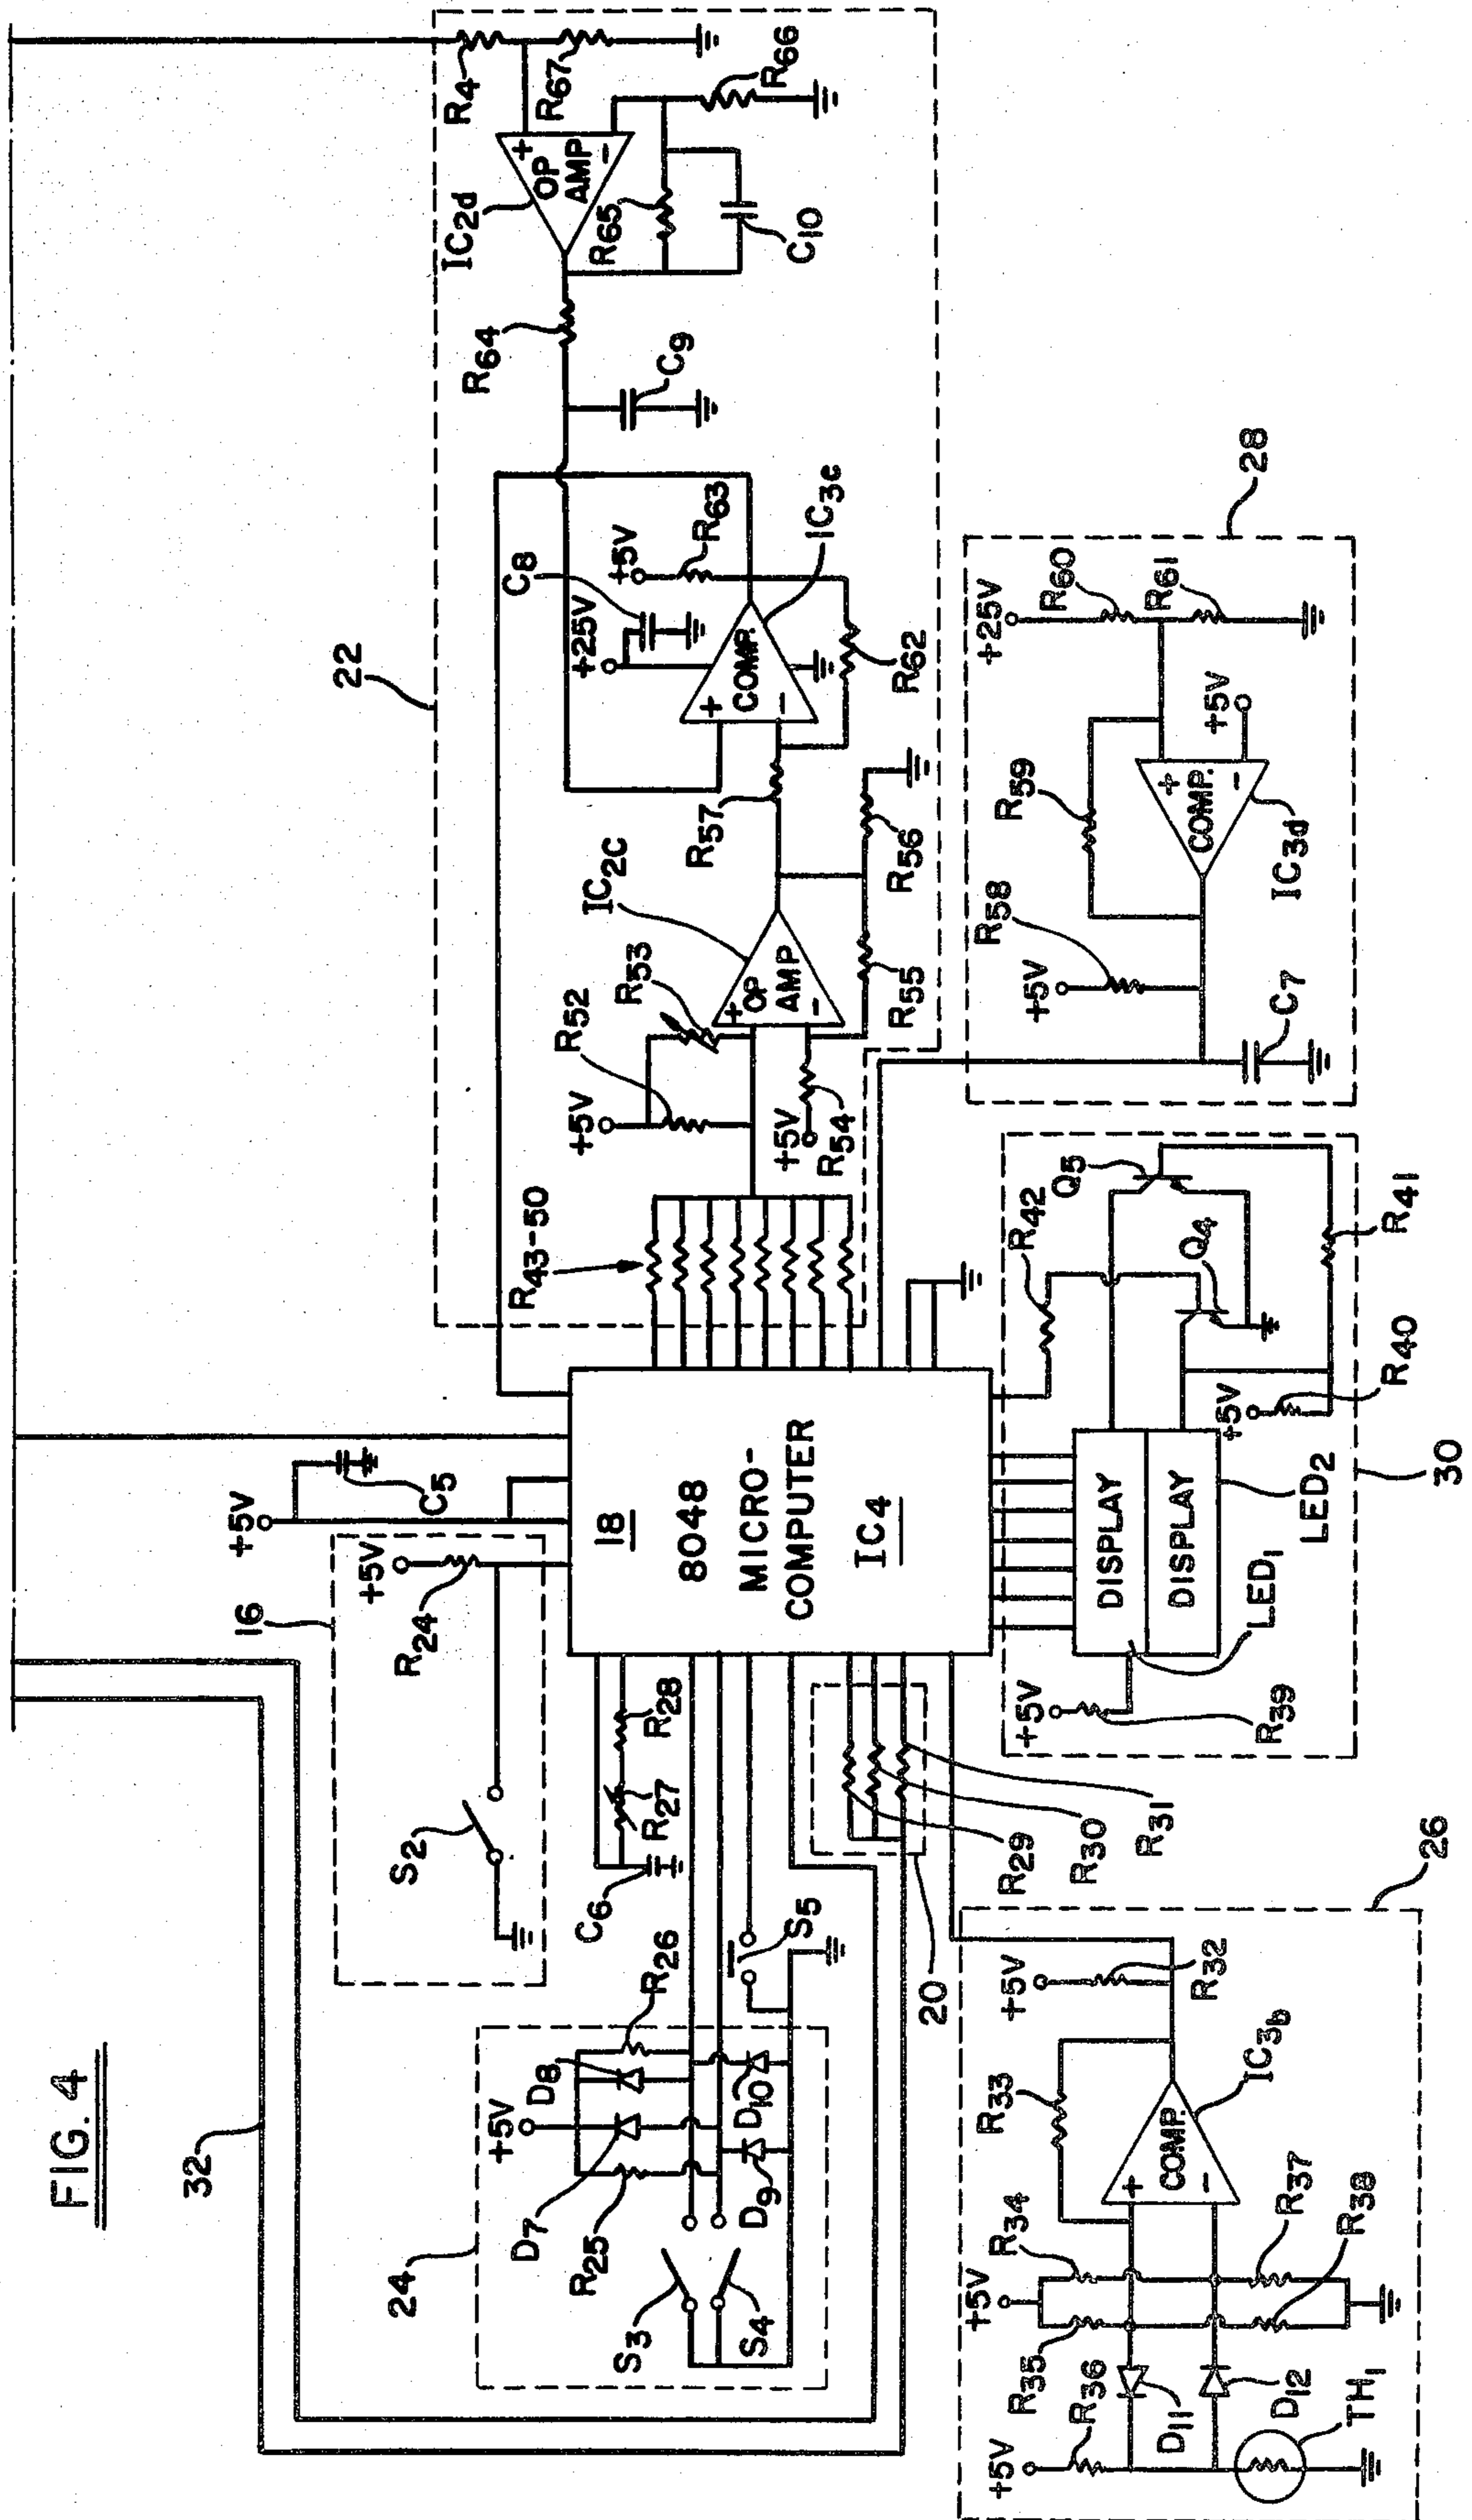 FIG. 4
32
16
+5V
C5
+5V
R24
S2
24
+5V
D7
D8
R25
R26
D9
D10
S3
S4
S5
C6
R27
R28
18
8048
MICRO-
COMPUTER
IC4
20
R29
R30
R31
22
R43-50
+5V
R52
R53
+5V
R54
OP
AMP
+
-
IC2C
R55
R56
R57
+25V
C8
+5V
R63
COMP.
+
-
IC3c
R62
C9
R64
IC2d
OP
AMP
+
-
R65
C10
R4
R67
R66
26
+5V
R36
R35
+5V
R34
D11
D12
TH1
R37
R38
R33
COMP.
+
-
IC3b
+5V
R32
30
+5V
R39
DISPLAY
DISPLAY
LED1
LED2
+5V
R40
R41
R42
Q4
Q5
28
+5V
R58
C7
R59
COMP.
+
-
IC3d
+5V
+25V
R60
R61